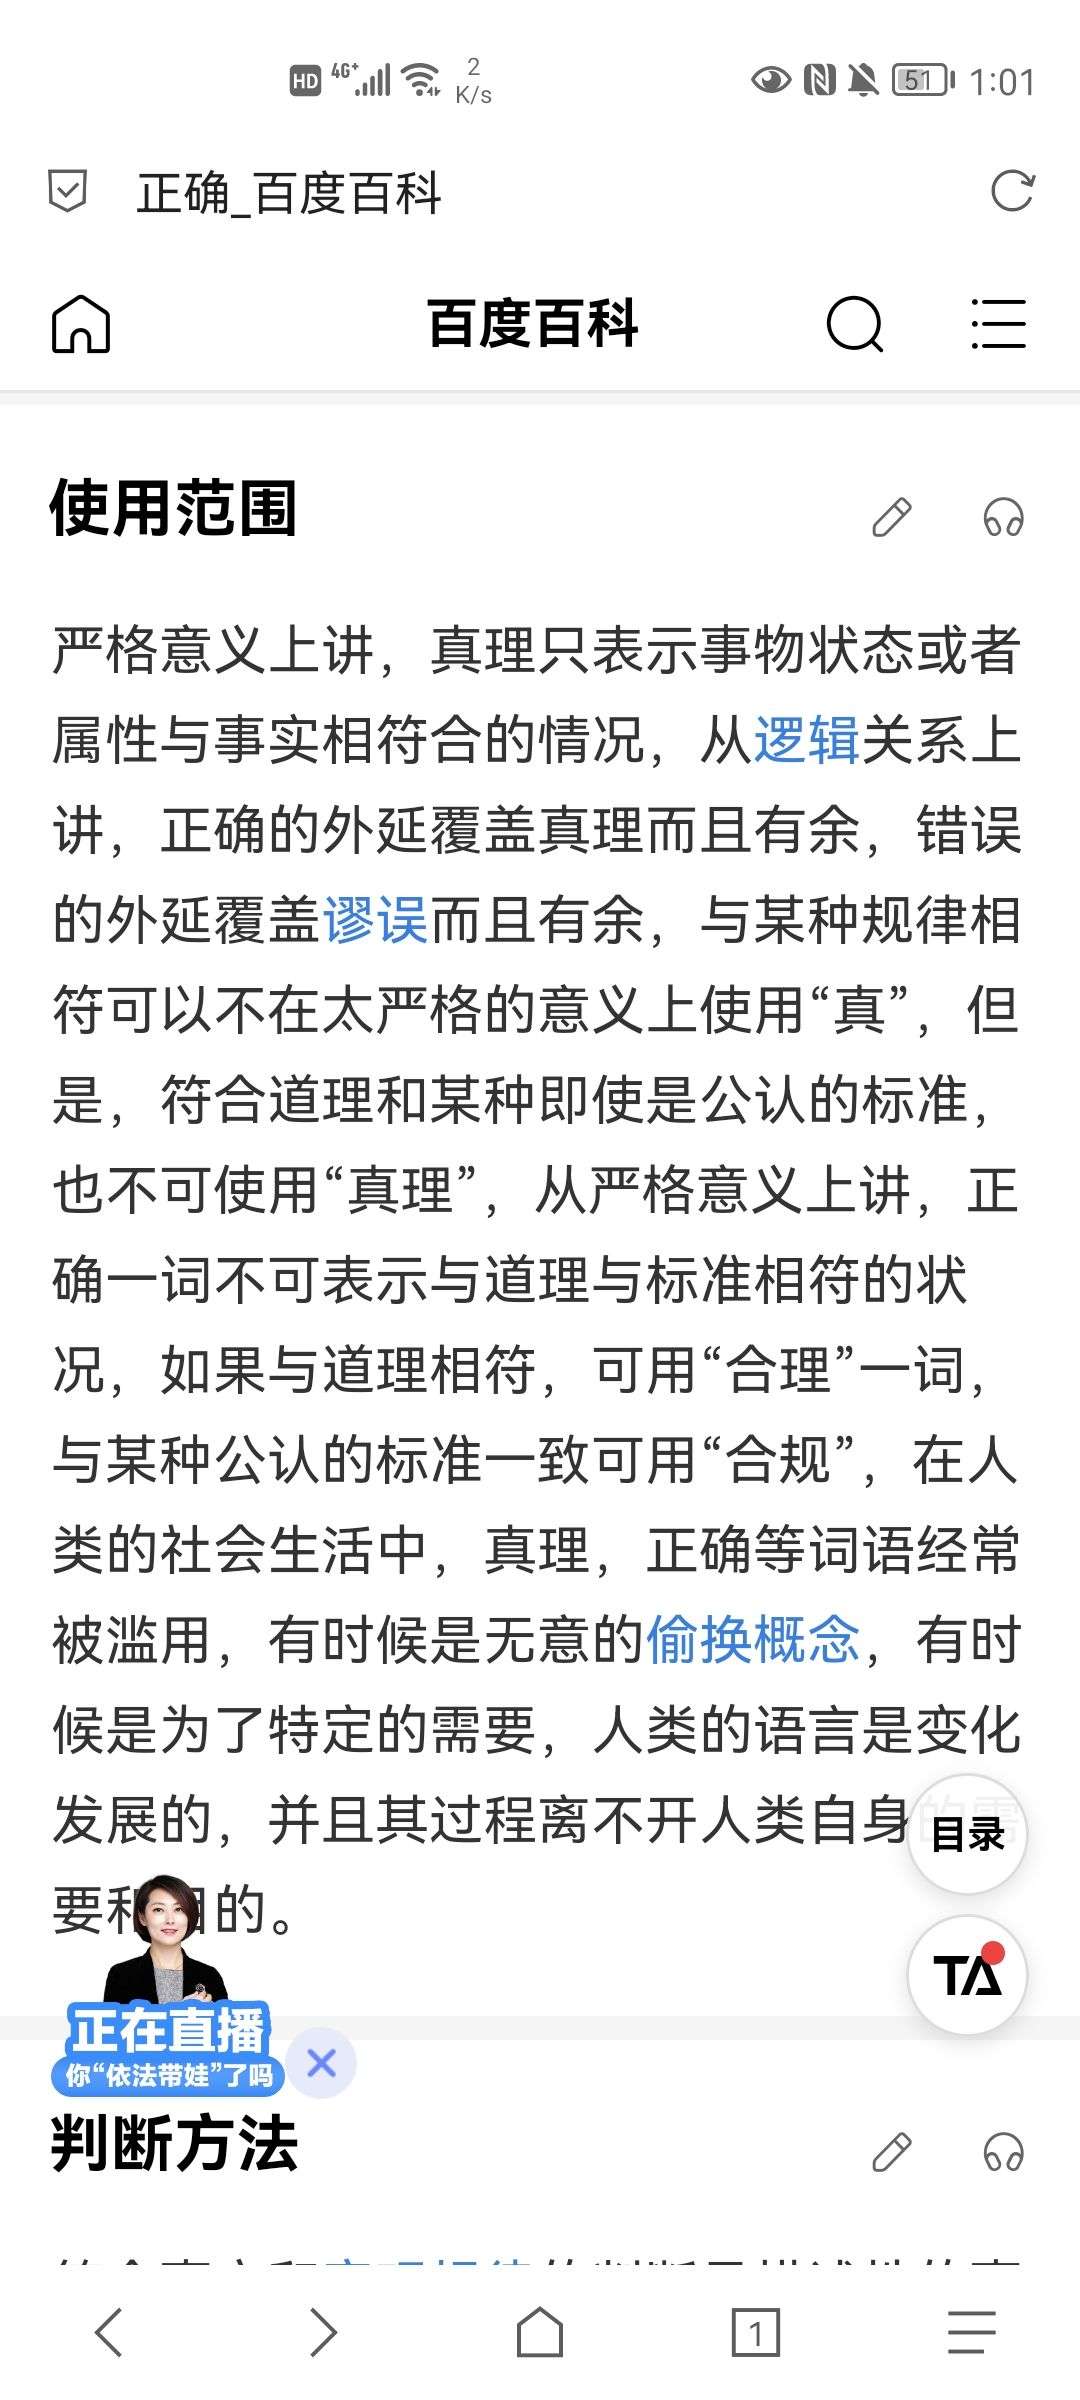 HD 4G+ 2 K/s 51 1:01
正确_百度百科
百度百科
使用范围
严格意义上讲，真理只表示事物状态或者
属性与事实相符合的情况，从逻辑关系上
讲，正确的外延覆盖真理而且有余，错误
的外延覆盖谬误而且有余，与某种规律相
符可以不在太严格的意义上使用“真”，但
是，符合道理和某种即使是公认的标准，
也不可使用“真理”，从严格意义上讲，正
确一词不可表示与道理与标准相符的状
况，如果与道理相符，可用“合理”一词，
与某种公认的标准一致可用“合规”，在人
类的社会生活中，真理，正确等词语经常
被滥用，有时候是无意的偷换概念，有时
候是为了特定的需要，人类的语言是变化
发展的，并且其过程离不开人类自身的需
目录
要和目的。
TA
正在直播
你“依法带娃”了吗
判断方法
1